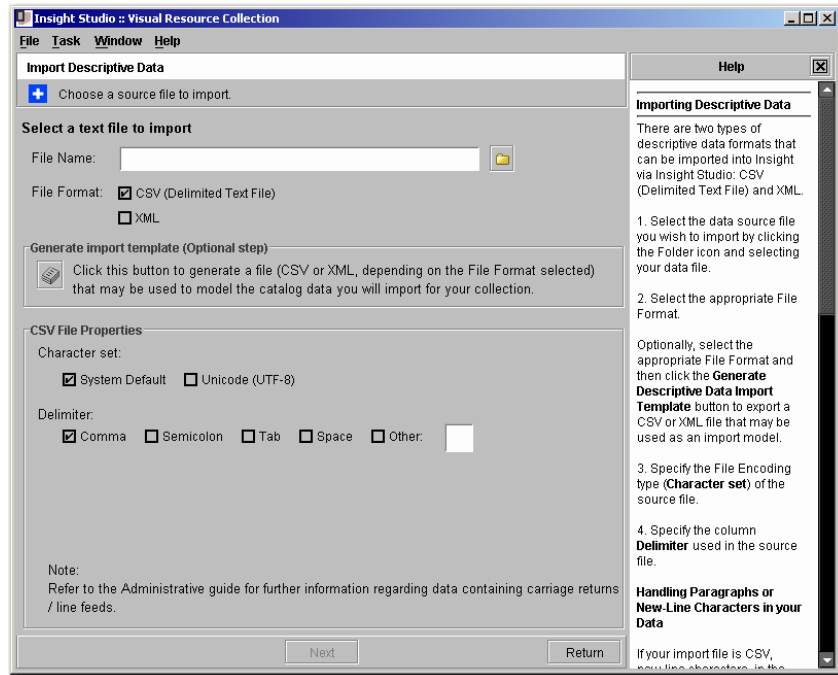 Insight Studio :: Visual Resource Collection
File Task Window Help
Import Descriptive Data
Choose a source file to import.
Select a text file to import
File Name:
File Format: CSV (Delimited Text File)
XML
Generate import template (Optional step)
Click this button to generate a file (CSV or XML, depending on the File Format selected)
that may be used to model the catalog data you will import for your collection.
CSV File Properties
Character set:
System Default Unicode (UTF-8)
Delimiter:
Comma Semicolon Tab Space Other:
Note:
Refer to the Administrative guide for further information regarding data containing carriage returns
/ line feeds.
Next Return
Help
Importing Descriptive Data
There are two types of
descriptive data formats that
can be imported into Insight
via Insight Studio: CSV
(Delimited Text File) and XML.
1. Select the data source file
you wish to import by clicking
the Folder icon and selecting
your data file.
2. Select the appropriate File
Format.
Optionally, select the
appropriate File Format and
then click the Generate
Descriptive Data Import
Template button to export a
CSV or XML file that may be
used as an import model.
3. Specify the File Encoding
type (Character set) of the
source file.
4. Specify the column
Delimiter used in the source
file.
Handling Paragraphs or
New-Line Characters in your
Data
If your import file is CSV,
new line characters, in the